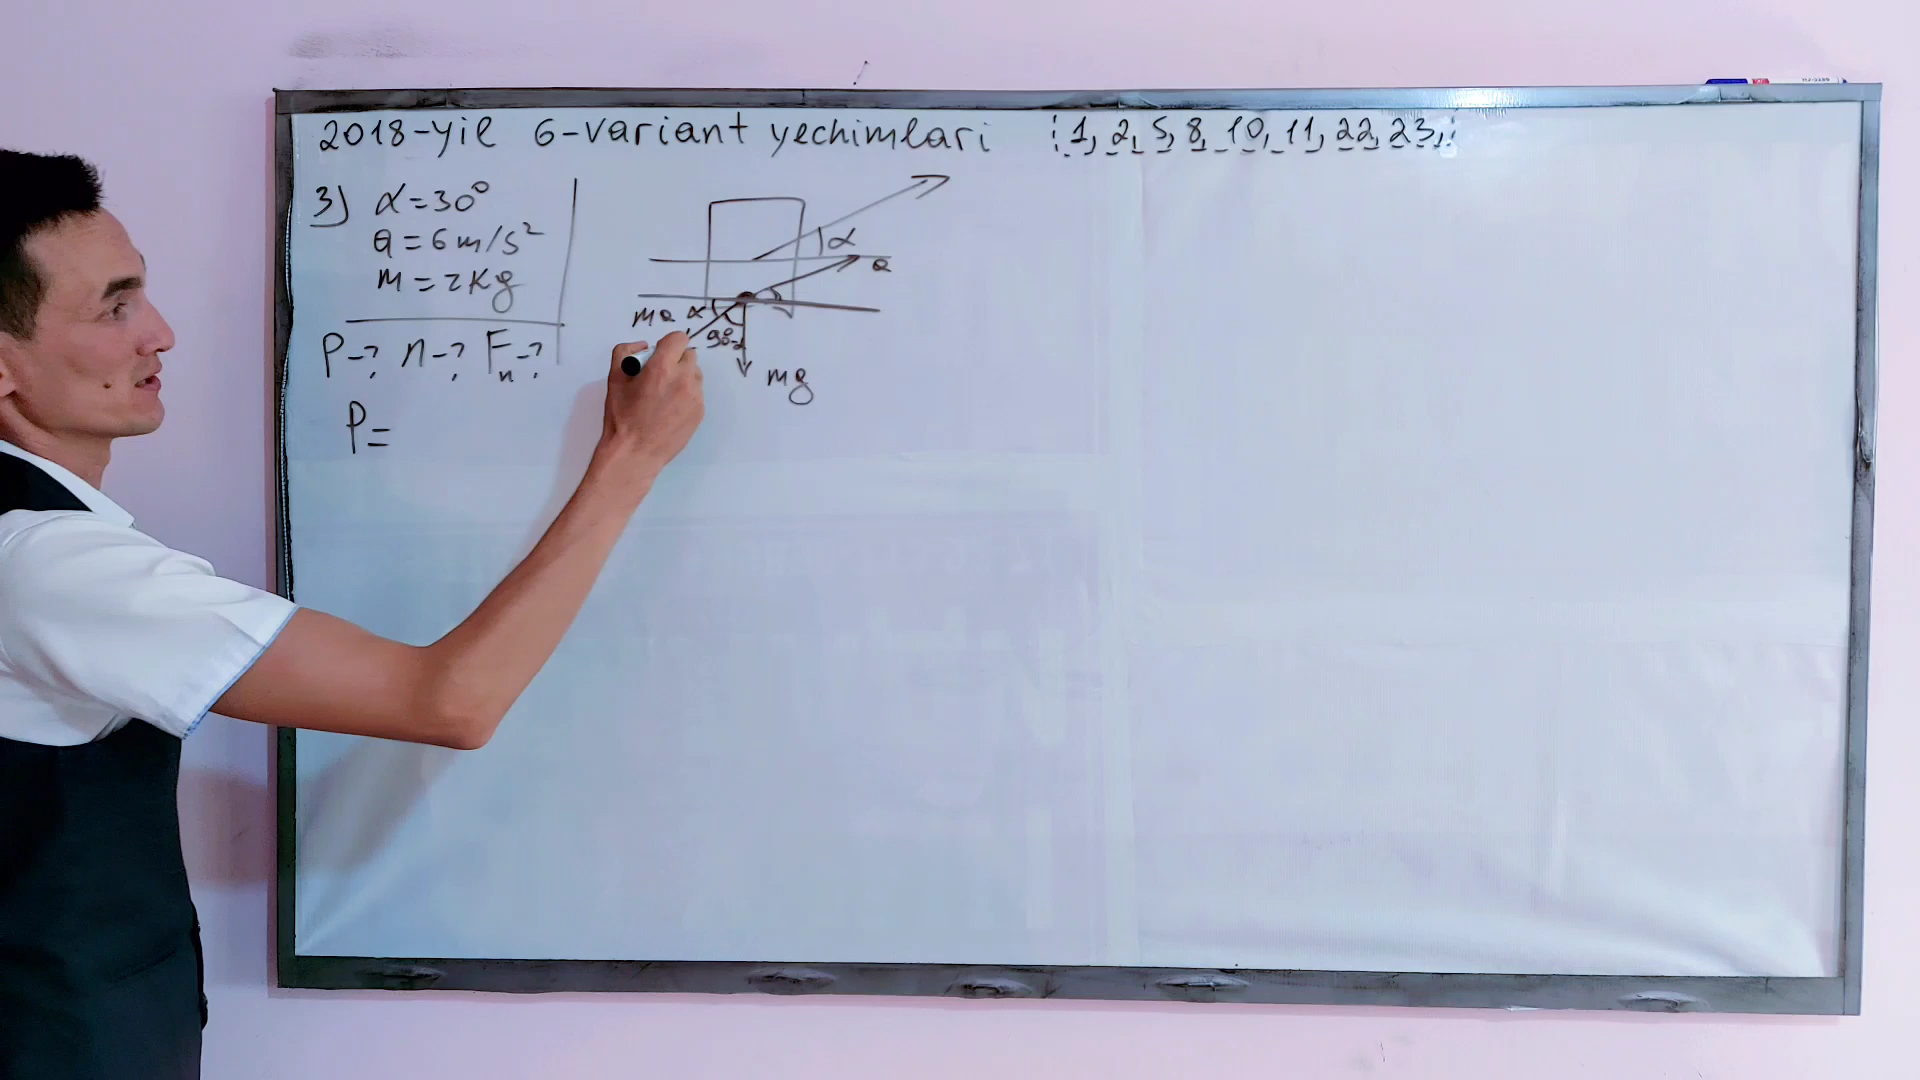 2018-yil 6-variant yechimlari 1, 2, 5, 8, 10, 11, 22, 23,
3) α=30°
a=6m/s²
m=2kg
P-? n-? Fn-?
P=
α
a
ma α
90-α
mg